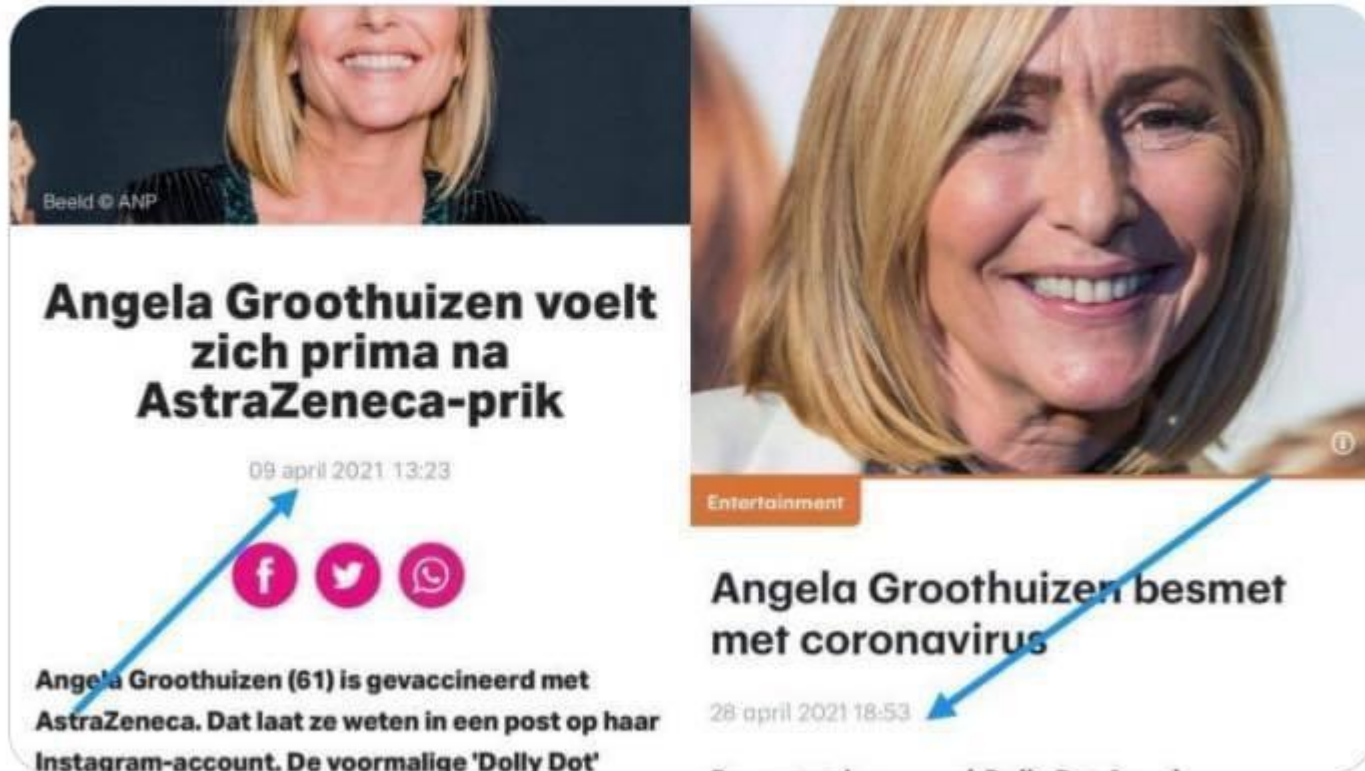 Beeld © ANP
Angela Groothuizen voelt
zich prima na
AstraZeneca-prik
09 april 2021 13:23
Angela Groothuizen (61) is gevaccineerd met
AstraZeneca. Dat laat ze weten in een post op haar
Instagram-account. De voormalige 'Dolly Dot'
Entertainment
Angela Groothuizen besmet
met coronavirus
28 april 2021 18:53